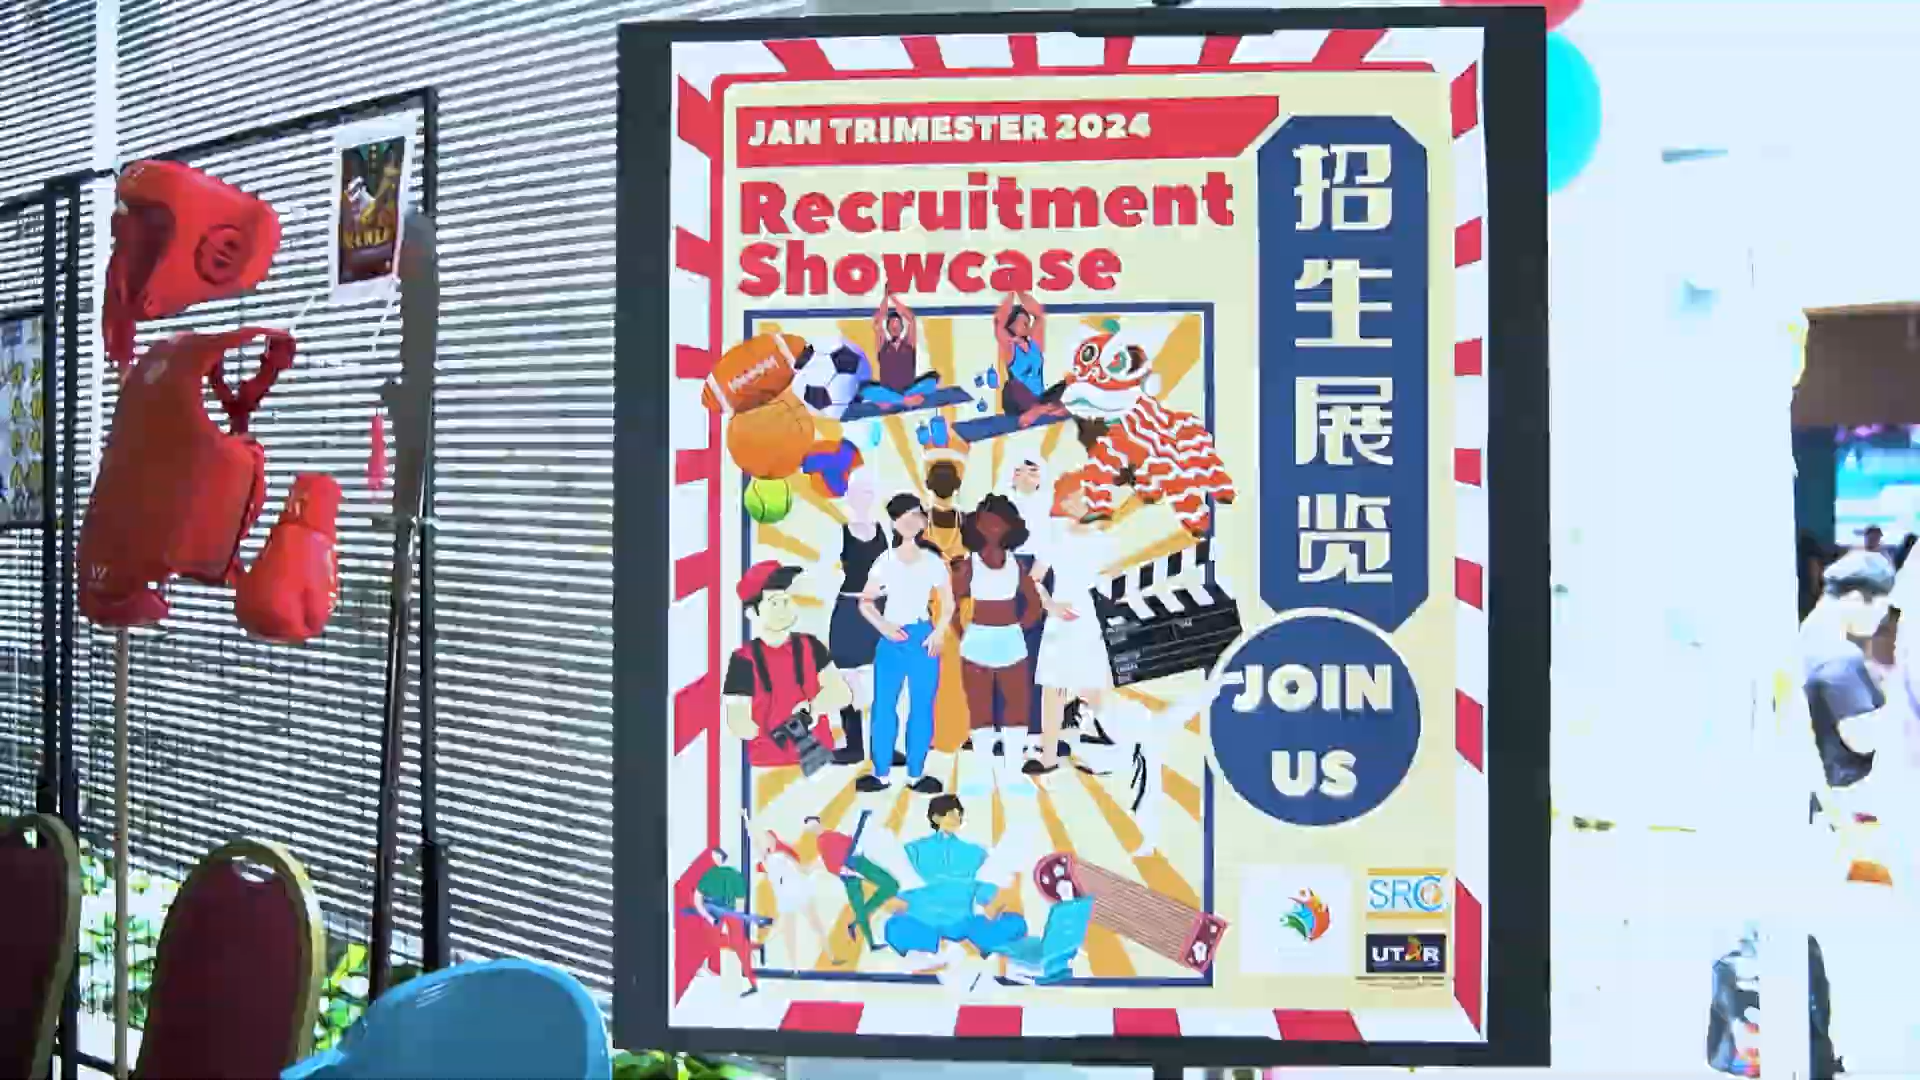 JAN TRIMESTER 2024
Recruitment
Showcase
招生展览
JOIN
US
SRC
UTAR